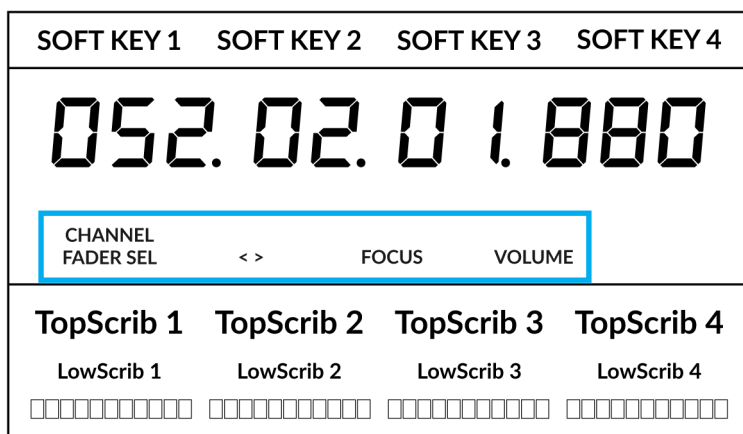 SOFT KEY 1 SOFT KEY 2 SOFT KEY 3 SOFT KEY 4
052. 02. 01. 880
CHANNEL
FADER SEL < > FOCUS VOLUME
TopScrib 1 TopScrib 2 TopScrib 3 TopScrib 4
LowScrib 1 LowScrib 2 LowScrib 3 LowScrib 4